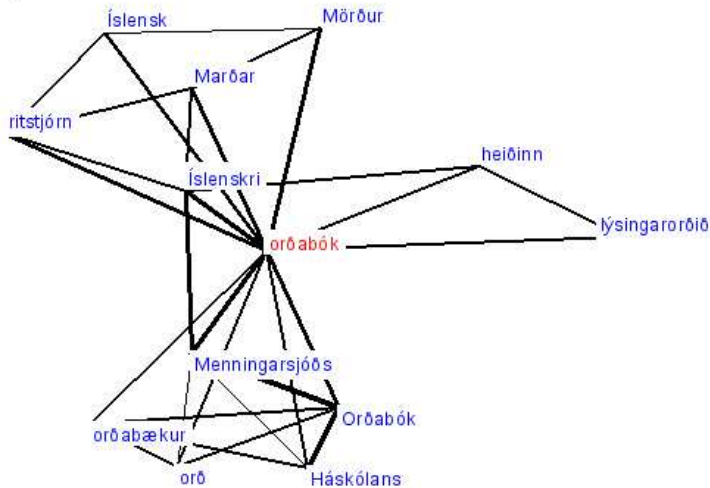 Íslensk
Mörður
Marðar
ritstjórn
heiðinn
Íslenskri
lýsingarorðið
orðabók
Menningarsjóðs
Orðabók
orðabækur
orð
Háskólans